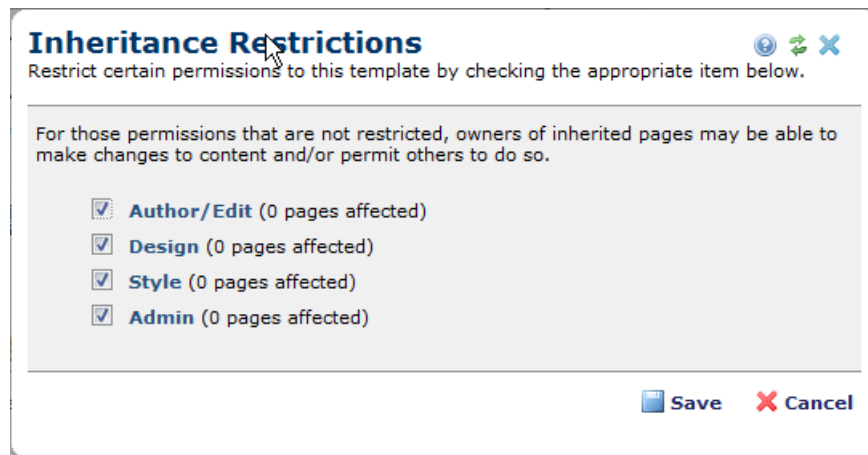 Inheritance Restrictions
Restrict certain permissions to this template by checking the appropriate item below.
For those permissions that are not restricted, owners of inherited pages may be able to
make changes to content and/or permit others to do so.
Author/Edit (0 pages affected)
Design (0 pages affected)
Style (0 pages affected)
Admin (0 pages affected)
Save Cancel